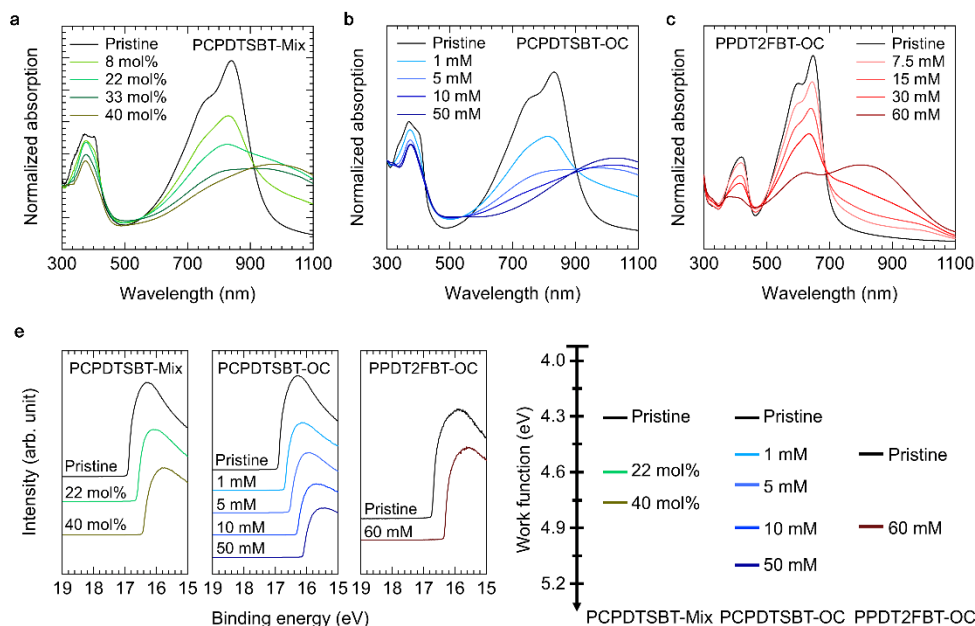 a
PCPDTSBT-Mix
Pristine
8 mol%
22 mol%
33 mol%
40 mol%
Normalized absorption
300 500 700 900 1100
Wavelength (nm)
b
PCPDTSBT-OC
Pristine
1 mM
5 mM
10 mM
50 mM
Normalized absorption
300 500 700 900 1100
Wavelength (nm)
c
PPDT2FBT-OC
Pristine
7.5 mM
15 mM
30 mM
60 mM
Normalized absorption
300 500 700 900 1100
Wavelength (nm)
e
Intensity (arb. unit)
PCPDTSBT-Mix
Pristine
22 mol%
40 mol%
19 18 17 16 15
PCPDTSBT-OC
Pristine
1 mM
5 mM
10 mM
50 mM
19 18 17 16 15
PPDT2FBT-OC
Pristine
60 mM
19 18 17 16 15
Binding energy (eV)
Work function (eV)
4.0
4.3
4.6
4.9
5.2
Pristine
22 mol%
40 mol%
Pristine
1 mM
5 mM
10 mM
50 mM
Pristine
60 mM
PCPDTSBT-Mix PCPDTSBT-OC PPDT2FBT-OC